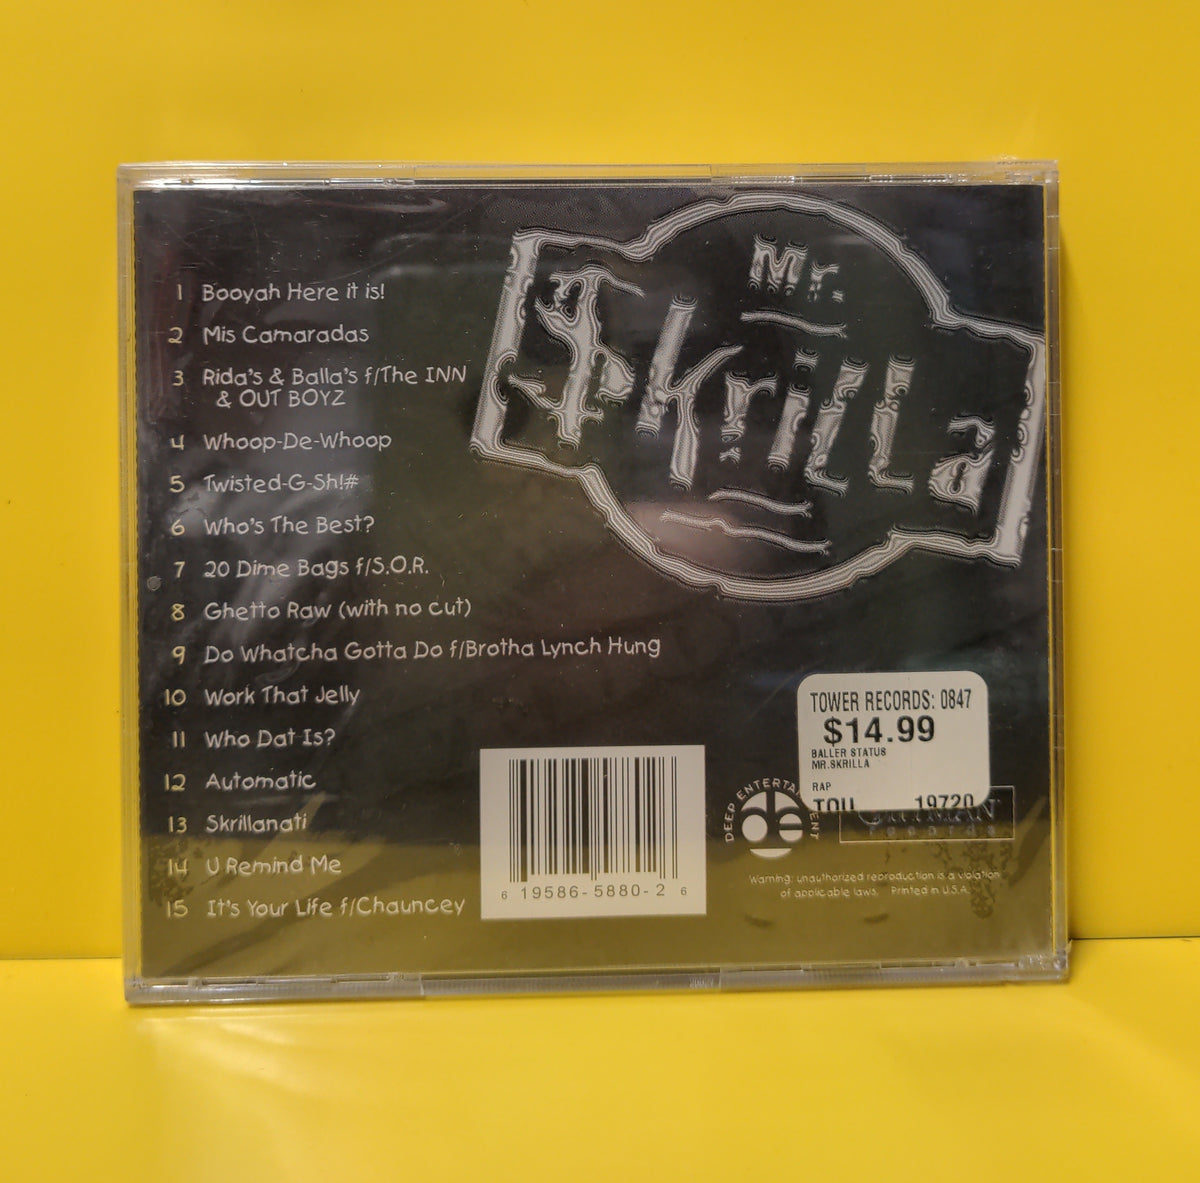 Mr.
$krilla
1 Booyah Here it is!
2 Mis Camaradas
3 Rida's & Balla's f/The INN
& OUT BOYZ
4 Whoop-De-Whoop
5 Twisted-G-Sh!#
6 Who's The Best?
7 20 Dime Bags f/S.O.R.
8 Ghetto Raw (with no cut)
9 Do Whatcha Gotta Do f/Brotha Lynch Hung
10 Work That Jelly
11 Who Dat Is?
12 Automatic
13 Skrillanati
14 U Remind Me
15 It's Your Life f/Chauncey
TOWER RECORDS: 0847
$14.99
BALLER STATUS
MR.SKRILLA
RAP
19720
records
DEEP ENTERTAINMENT
de
6 19586-5880-2 6
Warning: unauthorized reproduction is a violation
of applicable laws. Printed in U.S.A.